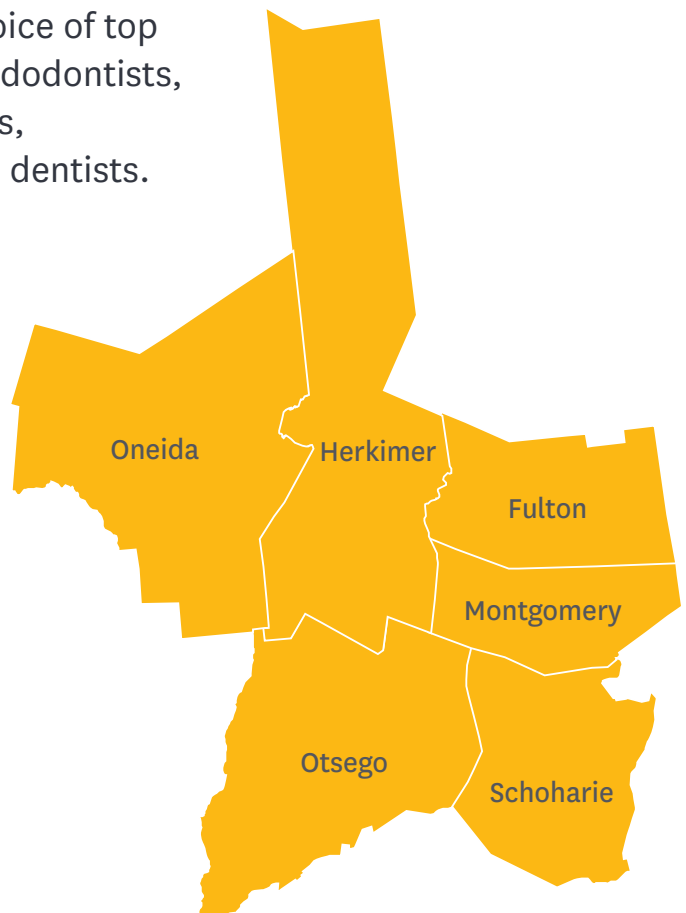 oice of top
dodontists,
s,
dentists.
Oneida
Herkimer
Fulton
Montgomery
Otsego
Schoharie